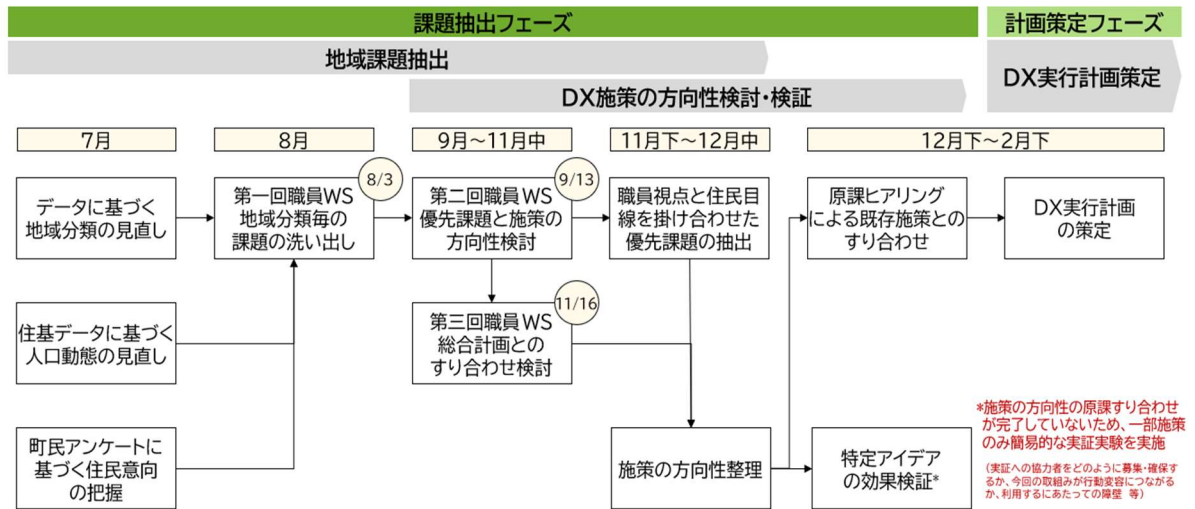 課題抽出フェーズ
計画策定フェーズ
地域課題抽出
DX実行計画策定
DX施策の方向性検討・検証
7月
8月
9月～11月中
11月下～12月中
12月下～2月下
データに基づく
地域分類の見直し
8/3
第一回職員WS
地域分類毎の
課題の洗い出し
9/13
第二回職員WS
優先課題と施策の
方向性検討
職員視点と住民目
線を掛け合わせた
優先課題の抽出
原課ヒアリング
による既存施策との
すり合わせ
DX実行計画
の策定
住基データに基づく
人口動態の見直し
11/16
第三回職員WS
総合計画との
すり合わせ検討
町民アンケートに
基づく住民意向
の把握
施策の方向性整理
特定アイデア
の効果検証*
*施策の方向性の原課すり合わせ
が完了していないため、一部施策
のみ簡易的な実証実験を実施
（実証への協力者をどのように募集・確保す
るか、今回の取組みが行動変容につながる
か、利用するにあたっての障壁 等）